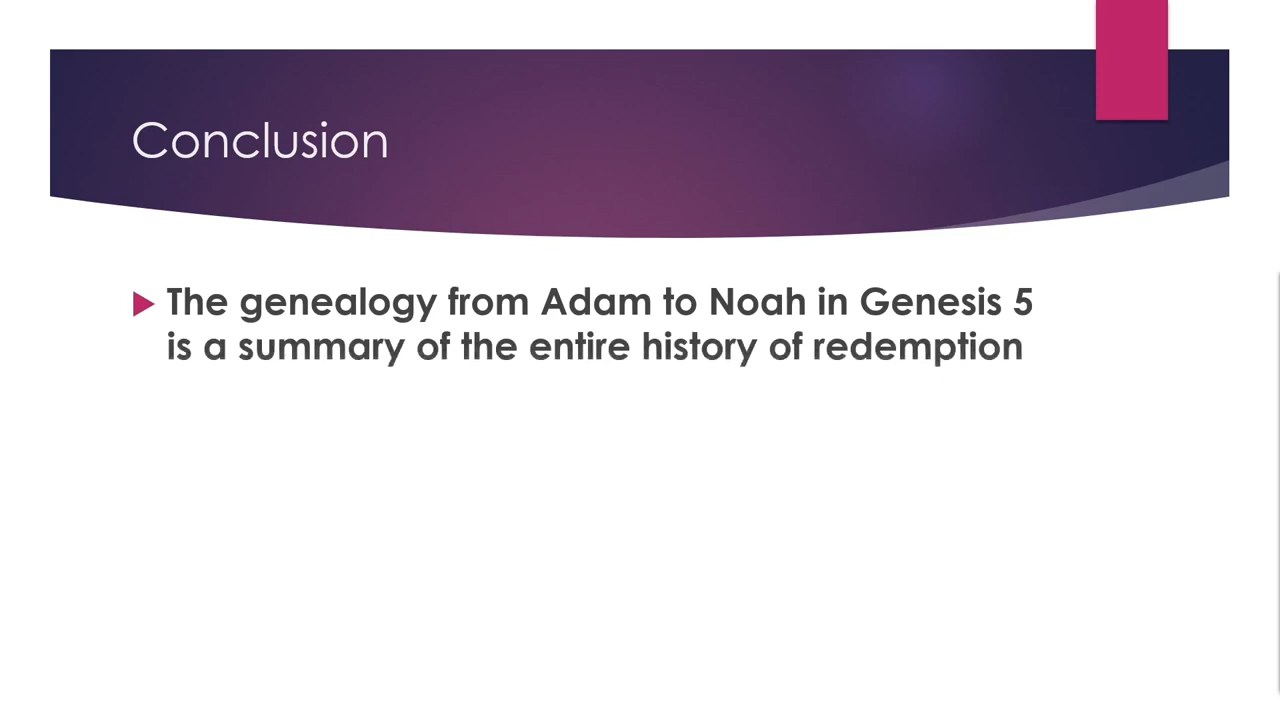 Conclusion
The genealogy from Adam to Noah in Genesis 5
is a summary of the entire history of redemption